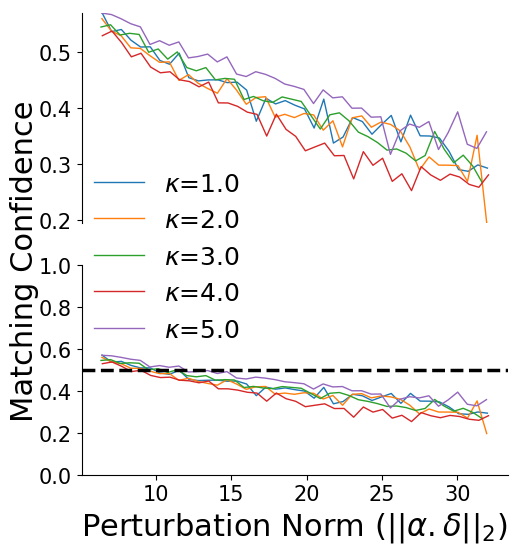 0.5
0.4
0.3
0.2
κ=1.0
κ=2.0
κ=3.0
κ=4.0
κ=5.0
Matching Confidence
1.0
0.8
0.6
0.4
0.2
0.0
10 15 20 25 30
Perturbation Norm (||α.δ||₂)